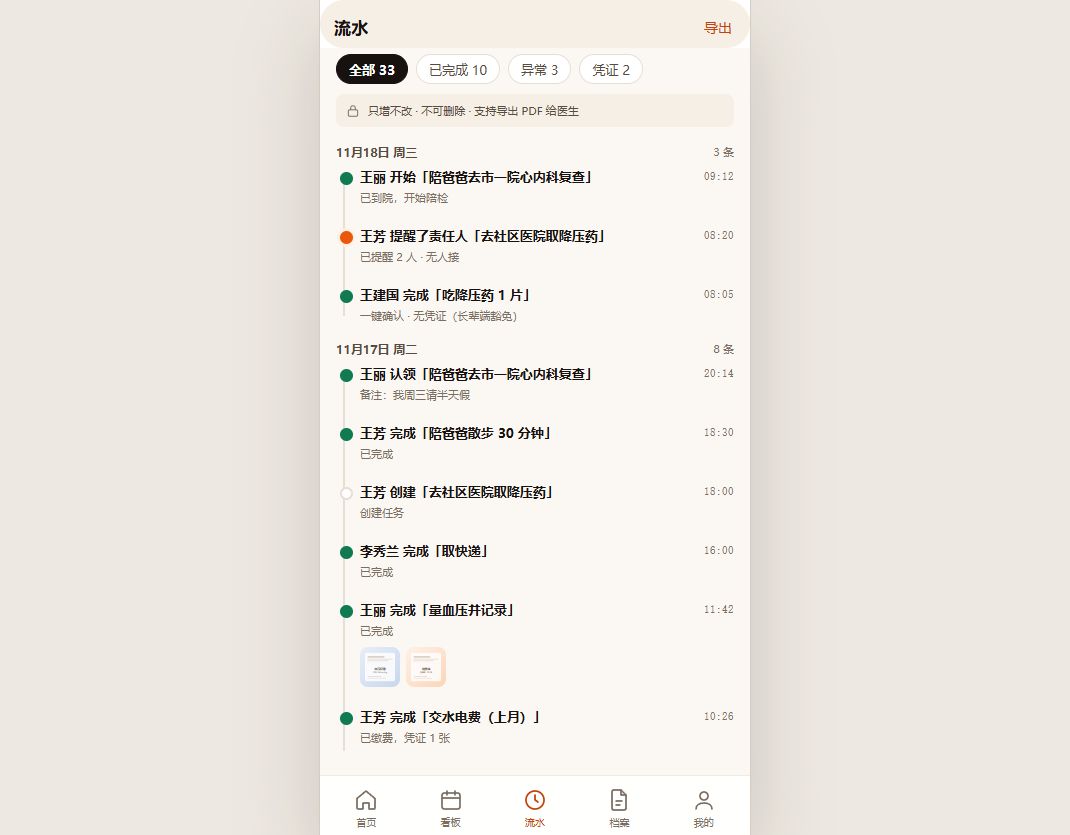 流水
导出
全部 33
已完成 10
异常 3
凭证 2
只增不改 · 不可删除 · 支持导出 PDF 给医生
11月18日 周三
3 条
王丽 开始「陪爸爸去市一院心内科复查」
09:12
已到院，开始陪检
王芳 提醒了责任人「去社区医院取降压药」
08:20
已提醒 2 人 · 无人接
王建国 完成「吃降压药 1 片」
08:05
一键确认 · 无凭证（长辈端豁免）
11月17日 周二
8 条
王丽 认领「陪爸爸去市一院心内科复查」
20:14
备注：我周三请半天假
王芳 完成「陪爸爸散步 30 分钟」
18:30
已完成
王芳 创建「去社区医院取降压药」
18:00
创建任务
李秀兰 完成「取快递」
16:00
已完成
王丽 完成「量血压并记录」
11:42
已完成
王芳 完成「交水电费（上月）」
10:26
已缴费，凭证 1 张
首页
看板
流水
档案
我的